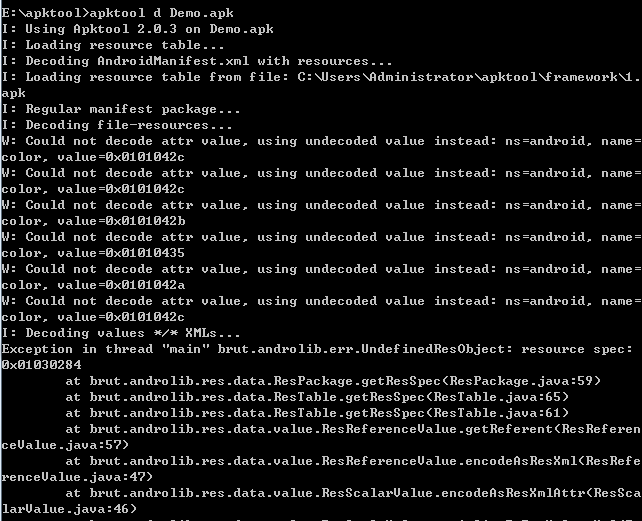 E:\apktool>apktool d Demo.apk
I: Using Apktool 2.0.3 on Demo.apk
I: Loading resource table...
I: Decoding AndroidManifest.xml with resources...
I: Loading resource table from file: C:\Users\Administrator\apktool\framework\1.
apk
I: Regular manifest package...
I: Decoding file-resources...
W: Could not decode attr value, using undecoded value instead: ns=android, name=
color, value=0x0101042c
W: Could not decode attr value, using undecoded value instead: ns=android, name=
color, value=0x0101042c
W: Could not decode attr value, using undecoded value instead: ns=android, name=
color, value=0x0101042b
W: Could not decode attr value, using undecoded value instead: ns=android, name=
color, value=0x01010435
W: Could not decode attr value, using undecoded value instead: ns=android, name=
color, value=0x0101042a
W: Could not decode attr value, using undecoded value instead: ns=android, name=
color, value=0x0101042c
I: Decoding values */* XMLs...
Exception in thread "main" brut.androlib.err.UndefinedResObject: resource spec:
0x01030284
at brut.androlib.res.data.ResPackage.getResSpec(ResPackage.java:59)
at brut.androlib.res.data.ResTable.getResSpec(ResTable.java:65)
at brut.androlib.res.data.ResTable.getResSpec(ResTable.java:61)
at brut.androlib.res.data.value.ResReferenceValue.getReferent(ResReferen
ceValue.java:57)
at brut.androlib.res.data.value.ResReferenceValue.encodeAsResXml(ResRefe
renceValue.java:47)
at brut.androlib.res.data.value.ResScalarValue.encodeAsResXmlAttr(ResSca
larValue.java:46)